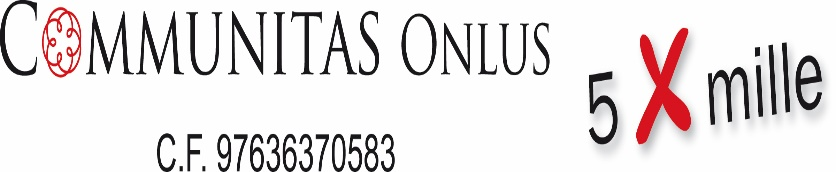 COMMUNITAS ONLUS
5 X mille
C.F. 97636370583